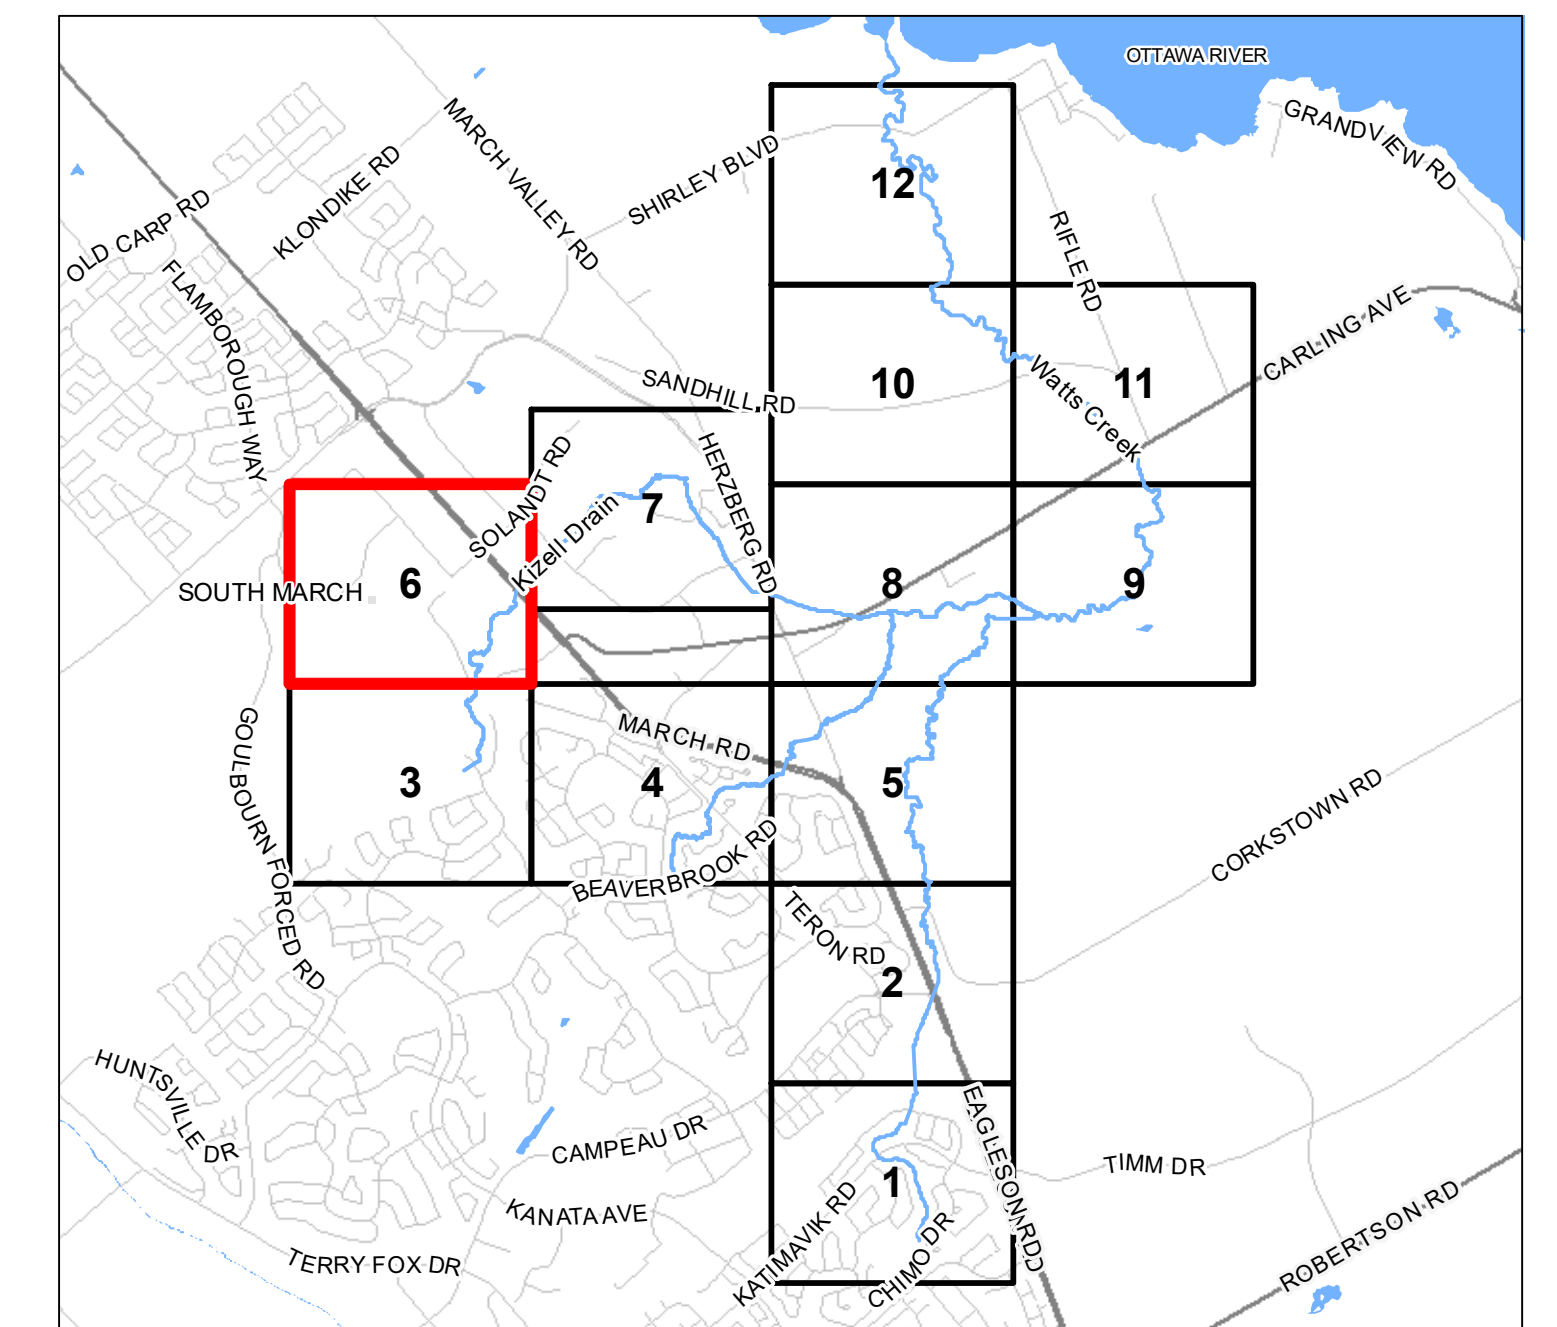 OTTAWA RIVER
GRANDVIEW RD
MARCH VALLEY RD
SHIRLEY BLVD
KLONDIKE RD
OLD CARP RD
12
RIFLE RD
FLAMBOROUGH WAY
CARLING AVE
SANDHILL RD
10
11
Watts Creek
HERZBERG RD
SOLANDT RD
7
Kizell Drain
SOUTH MARCH
6
8
9
GOULBOURN FORCED RD
MARCH RD
3
4
5
CORKSTOWN RD
BEAVERBROOK RD
TERON RD
2
HUNTSVILLE DR
CAMPEAU DR
EAGLESON RD
TIMM DR
1
KATIMAVIK RD
CHIMO DR
KANATA AVE
TERRY FOX DR
ROBERTSON RD